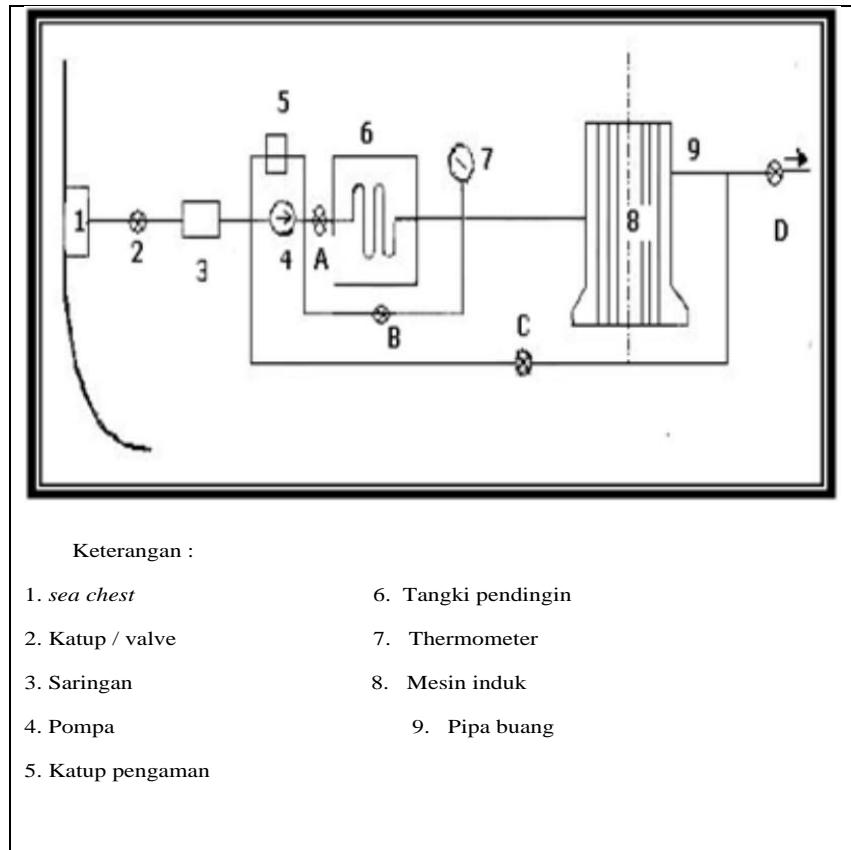 5
6
7
9
1
2
3
4
A
8
D
B
C
Keterangan :
1. sea chest
6. Tangki pendingin
2. Katup / valve
7. Thermometer
3. Saringan
8. Mesin induk
4. Pompa
9. Pipa buang
5. Katup pengaman